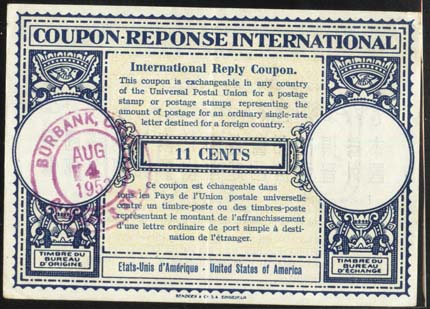 COUPON-REPONSE INTERNATIONAL
International Reply Coupon.
This coupon is exchangeable in any country
of the Universal Postal Union for a postage
stamp or postage stamps representing the
amount of postage for an ordinary single-rate
letter destined for a foreign country.
11 CENTS
Ce coupon est échangeable dans
tous les Pays de l'Union postale universelle
contre un timbre-poste ou des timbres-poste
représentant le montant de l'affranchissement
d'une lettre ordinaire de port simple à desti-
nation de l'étranger.
BURBANK,
AUG
4
TIMBRE DU
BUREAU
D'ORIGINE
TIMBRE DU
BUREAU
D'ÉCHANGE
Etats-Unis d'Amérique - United States of America